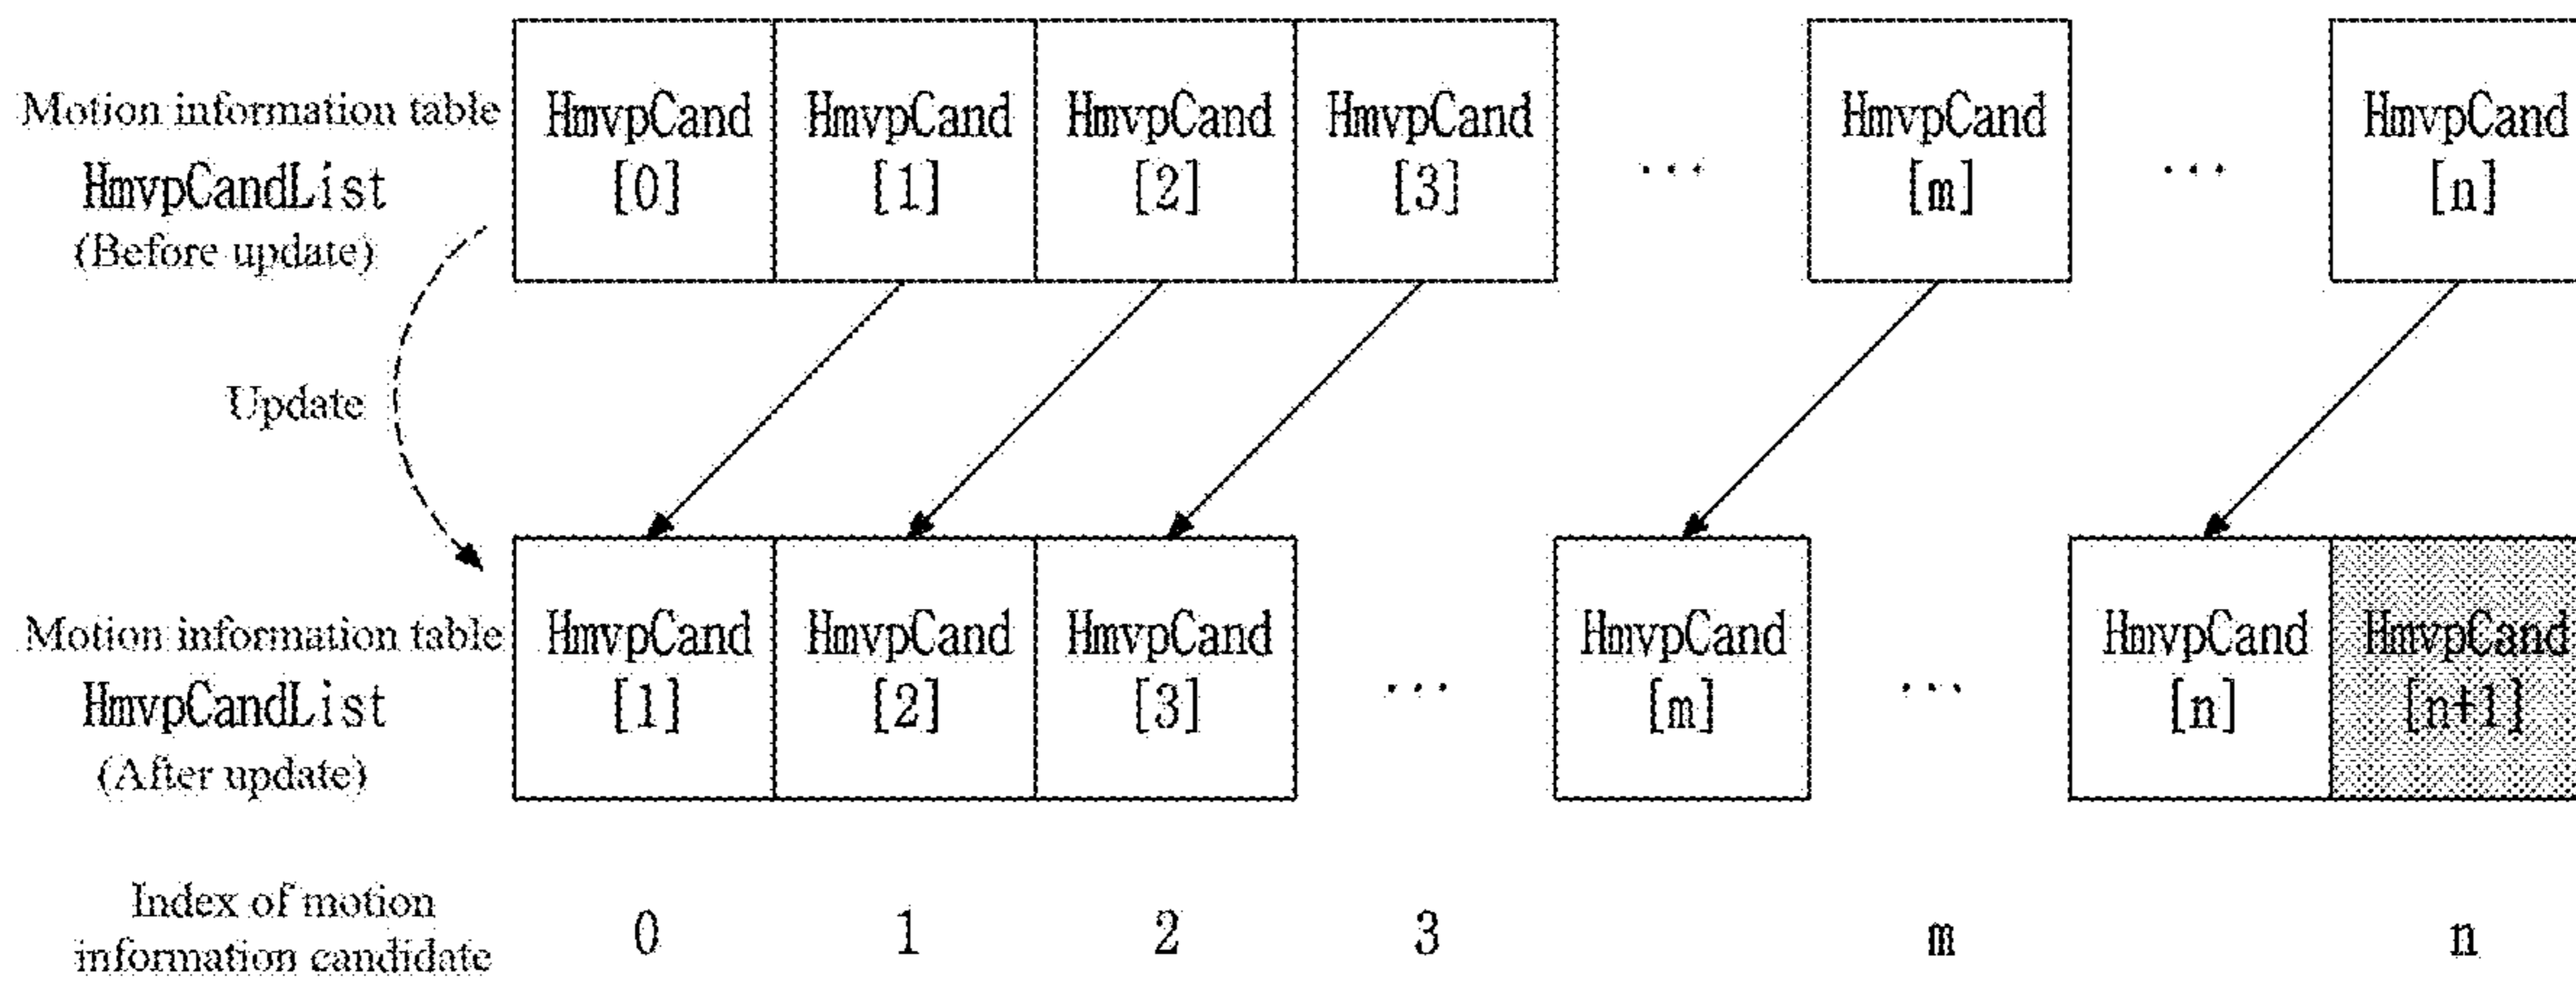 Motion information table
HmvpCandList
(Before update)
HmvpCand
[0]
HmvpCand
[1]
HmvpCand
[2]
HmvpCand
[3]
...
HmvpCand
[m]
...
HmvpCand
[n]
Update
Motion information table
HmvpCandList
(After update)
HmvpCand
[1]
HmvpCand
[2]
HmvpCand
[3]
...
HmvpCand
[m]
...
HmvpCand
[n]
HmvpCand
[n+1]
Index of motion
information candidate
0 1 2 3 m n